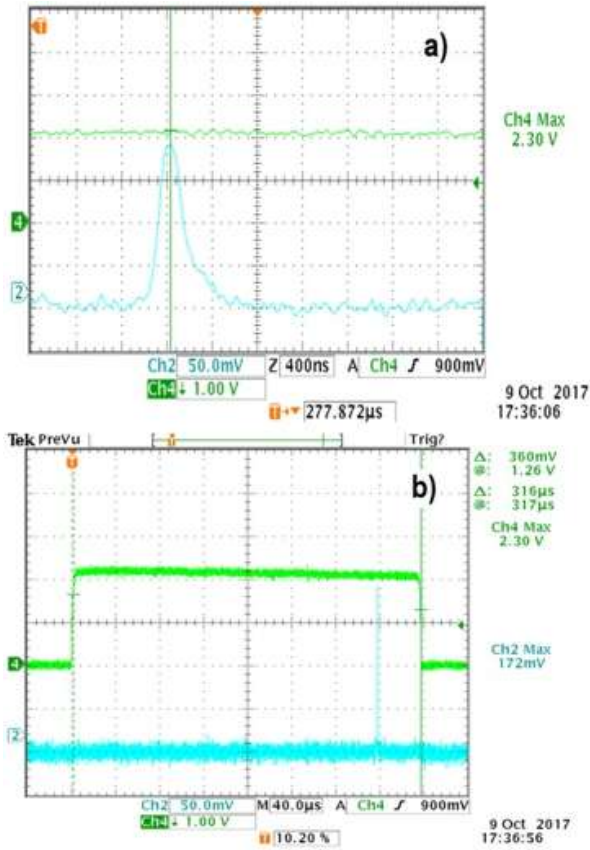 a)
Ch4 Max
2.30 V
4
2
Ch2 50.0mV Z 400ns A Ch4 ∫ 900mV
Ch4 ↓ 1.00 V
T→▼ 277.872µs
9 Oct 2017
17:36:06
Tek PreVu
Trig?
b)
Δ: 360mV
@: 1.26 V
Δ: 316µs
@: 317µs
Ch4 Max
2.30 V
Ch2 Max
172mV
4
2
Ch2 50.0mV M 40.0µs A Ch4 ∫ 900mV
Ch4 ↓ 1.00 V
T 10.20 %
9 Oct 2017
17:36:56